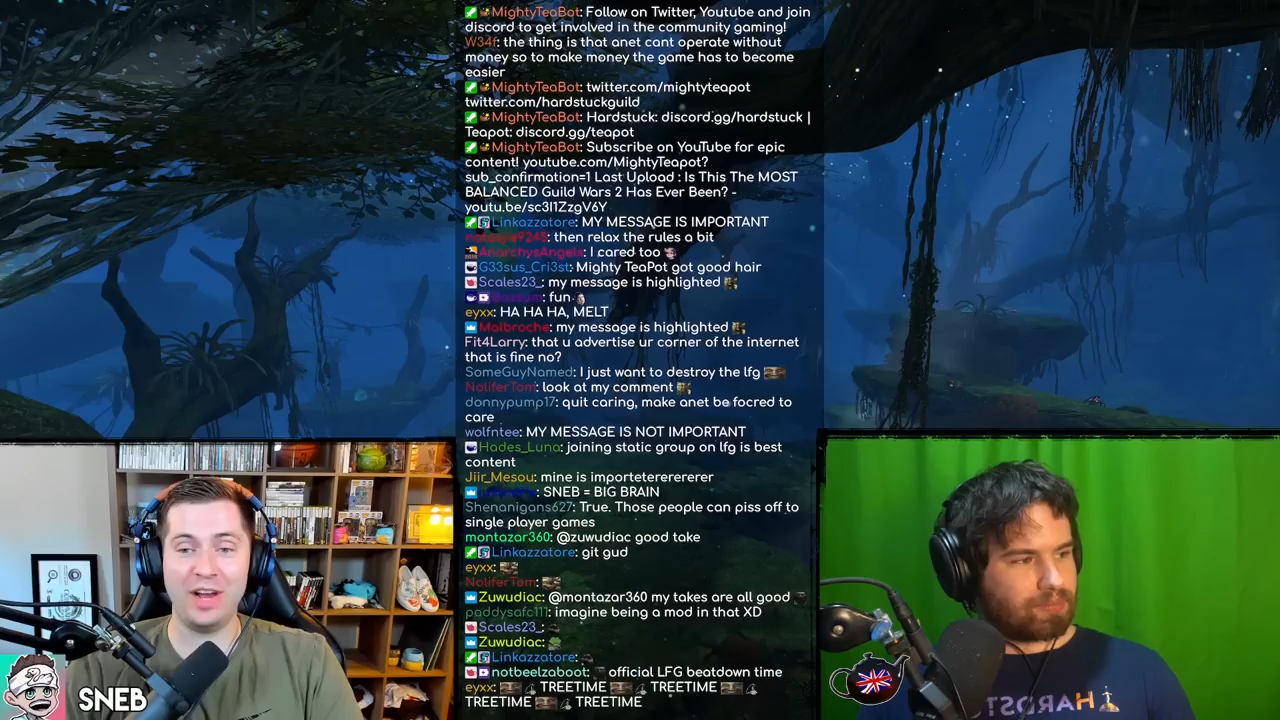 MightyTeaBot: Follow on Twitter, Youtube and join
discord to get involved in the community gaming!
W34f: the thing is that anet cant operate without
money so to make money the game has to become
easier
MightyTeaBot: twitter.com/mightyteapot
twitter.com/hardstuckguild
MightyTeaBot: Hardstuck: discord.gg/hardstuck |
Teapot: discord.gg/teapot
MightyTeaBot: Subscribe on YouTube for epic
content! youtube.com/MightyTeapot?
sub_confirmation=1 Last Upload : Is This The MOST
BALANCED Guild Wars 2 Has Ever Been? -
youtu.be/sc3I1ZzgV6Y
Linkazzatore: MY MESSAGE IS IMPORTANT
then relax the rules a bit
AnarchysAngels: I cared too
G33sus_Cri3st: Mighty TeaPot got good hair
Scales23_: my message is highlighted
: fun
eyxx: HA HA HA, MELT
Malbroche: my message is highlighted
Fit4Larry: that u advertise ur corner of the internet
that is fine no?
SomeGuyNamed: I just want to destroy the lfg
NoliferTom: look at my comment
donnypump17: quit caring, make anet be focred to
care
wolfntee: MY MESSAGE IS NOT IMPORTANT
Hades_Luna: joining static group on lfg is best
content
Jiir_Mesou: mine is importeterererer
: SNEB = BIG BRAIN
Shenanigans627: True. Those people can piss off to
single player games
montazar360: @zuwudiac good take
Linkazzatore: git gud
eyxx:
NoliferTom:
Zuwudiac: @montazar360 my takes are all good
paddysafc111: imagine being a mod in that XD
Scales23_:
Zuwudiac:
Linkazzatore:
notbeelzaboot: official LFG beatdown time
eyxx: TREETIME TREETIME
TREETIME TREETIME
SNEB
HARDST